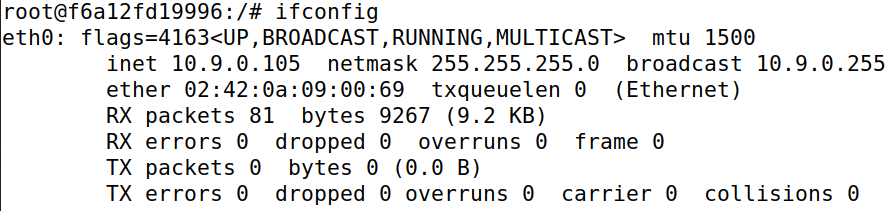 root@f6a12fd19996:/# ifconfig
eth0: flags=4163<UP,BROADCAST,RUNNING,MULTICAST>  mtu 1500
        inet 10.9.0.105  netmask 255.255.255.0  broadcast 10.9.0.255
        ether 02:42:0a:09:00:69  txqueuelen 0  (Ethernet)
        RX packets 81  bytes 9267 (9.2 KB)
        RX errors 0  dropped 0  overruns 0  frame 0
        TX packets 0  bytes 0 (0.0 B)
        TX errors 0  dropped 0 overruns 0  carrier 0  collisions 0